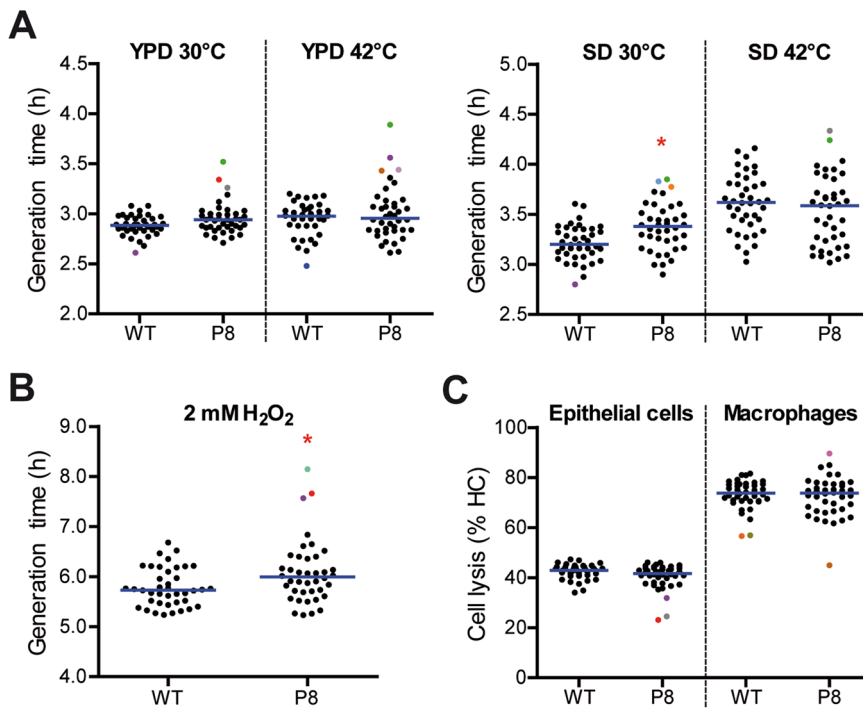 A
YPD 30°C YPD 42°C
Generation time (h)
4.5
4.0
3.5
3.0
2.5
2.0
WT P8 WT P8
SD 30°C SD 42°C
Generation time (h)
5.0
4.5
4.0
3.5
3.0
2.5
WT P8 WT P8
*
B
2 mM H₂O₂
Generation time (h)
9.0
8.0
7.0
6.0
5.0
4.0
WT P8
*
C
Epithelial cells Macrophages
Cell lysis (% HC)
100
80
60
40
20
0
WT P8 WT P8